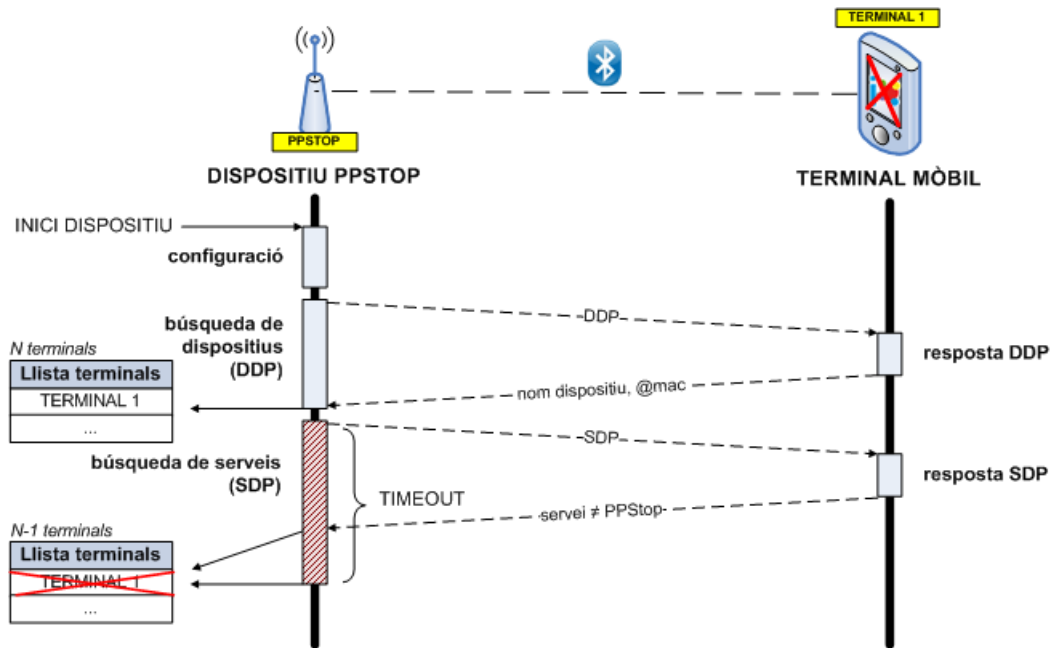 TERMINAL 1
PPSTOP
DISPOSITIU PPSTOP
TERMINAL MÒBIL
INICI DISPOSITIU
configuració
búsqueda de
dispositius
(DDP)
DDP
resposta DDP
nom dispositiu, @mac
N terminals
Llista terminals
TERMINAL 1
...
SDP
búsqueda de serveis
(SDP)
TIMEOUT
resposta SDP
servei ≠ PPStop
N-1 terminals
Llista terminals
TERMINAL 1
...